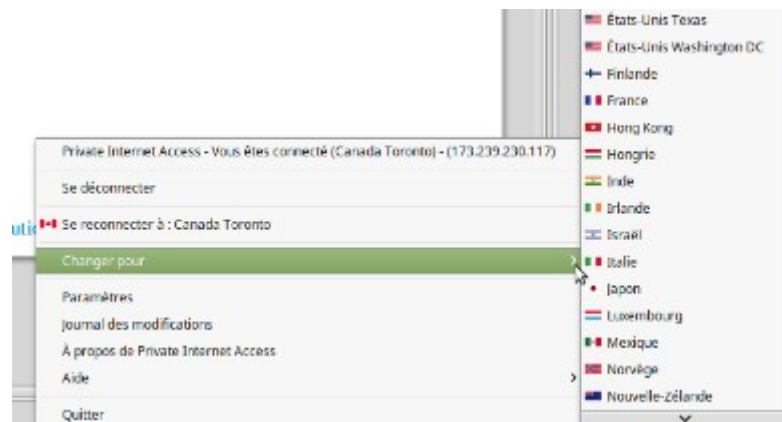 Private Internet Access - Vous êtes connecté (Canada Toronto) - (173.239.230.117)
Se déconnecter
Se reconnecter à : Canada Toronto
Changer pour
Paramètres
Journal des modifications
À propos de Private Internet Access
Aide
Quitter
États-Unis Texas
États-Unis Washington DC
Finlande
France
Hong Kong
Hongrie
Inde
Irlande
Israël
Italie
Japon
Luxembourg
Mexique
Norvège
Nouvelle-Zélande